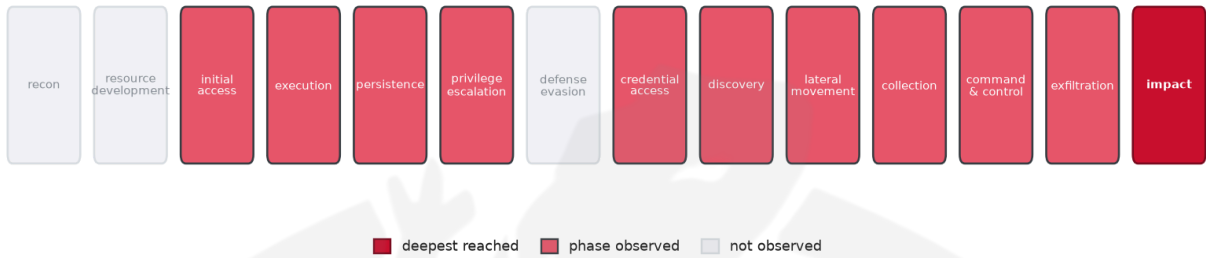 recon
resource
development
initial
access
execution
persistence
privilege
escalation
defense
evasion
credential
access
discovery
lateral
movement
collection
command
& control
exfiltration
impact
deepest reached
phase observed
not observed